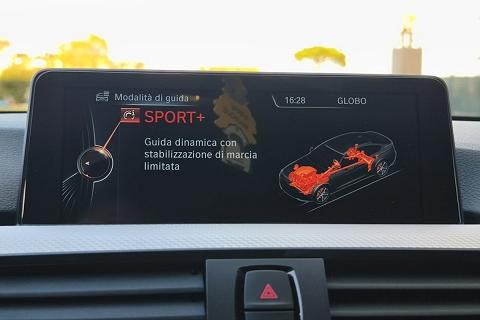 Modalità di guida
16:28 GLOBO
SPORT+
Guida dinamica con
stabilizzazione di marcia
limitata